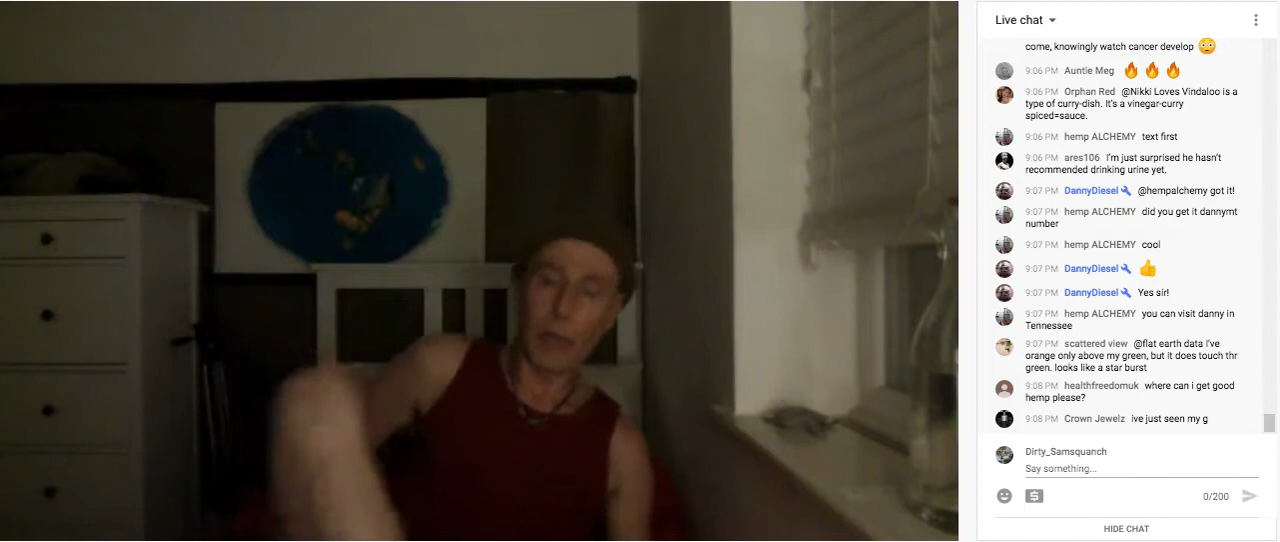 Live chat
come, knowingly watch cancer develop 😳
9:06 PM Auntie Meg 🔥 🔥 🔥
9:06 PM Orphan Red @Nikki Loves Vindaloo is a
type of curry-dish. It's a vinegar-curry
spiced=sauce.
9:06 PM hemp ALCHEMY text first
9:06 PM ares106 I'm just surprised he hasn't
recommended drinking urine yet.
9:07 PM DannyDiesel @hempalchemy got it!
9:07 PM hemp ALCHEMY did you get it dannymt
number
9:07 PM hemp ALCHEMY cool
9:07 PM DannyDiesel 👍
9:07 PM DannyDiesel Yes sir!
9:07 PM hemp ALCHEMY you can visit danny in
Tennessee
9:07 PM scattered view @flat earth data I've
orange only above my green, but it does touch thr
green. looks like a star burst
9:08 PM healthfreedomuk where can i get good
hemp please?
9:08 PM Crown Jewelz ive just seen my g
Dirty_Samsquanch
Say something...
0/200
HIDE CHAT